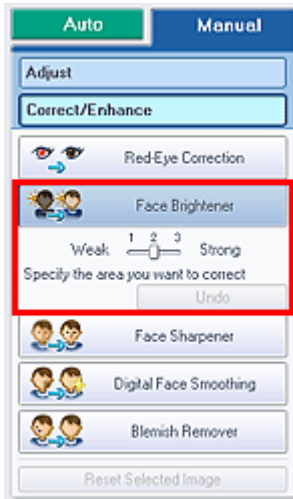 Auto Manual
Adjust
Correct/Enhance
Red-Eye Correction
Face Brightener
1 2 3
Weak Strong
Specify the area you want to correct
Undo
Face Sharpener
Digital Face Smoothing
Blemish Remover
Reset Selected Image